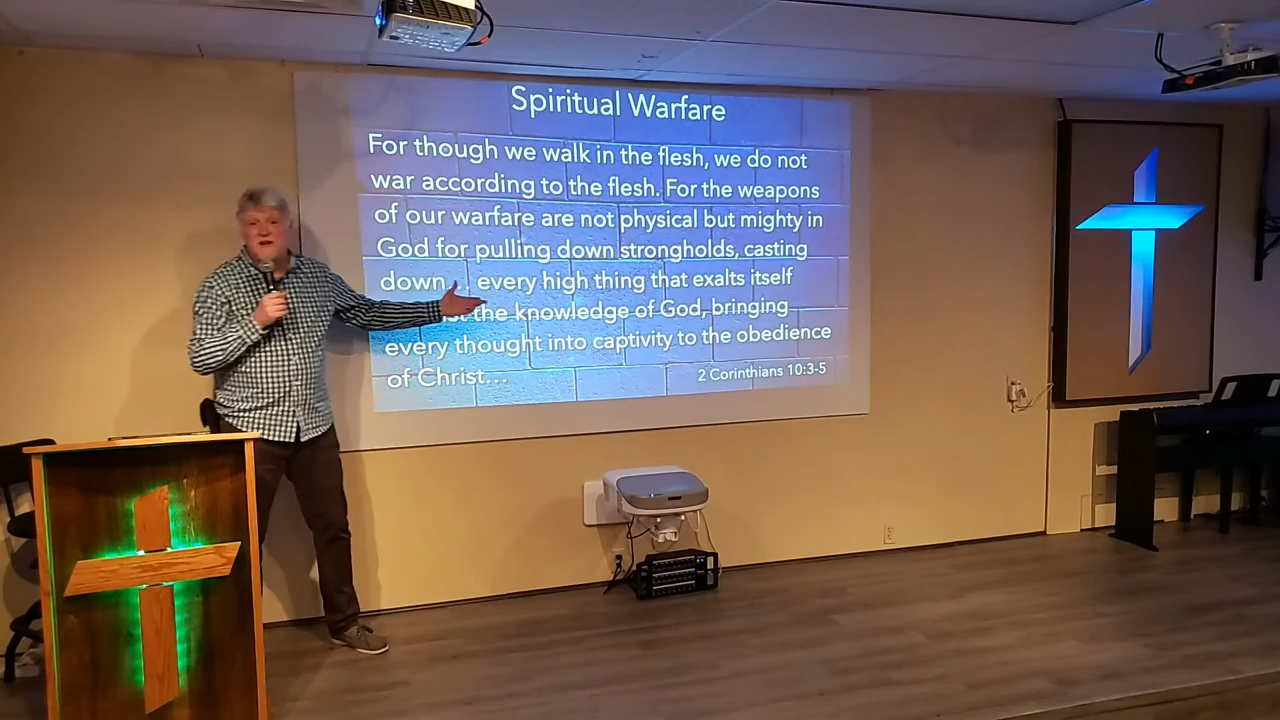 Spiritual Warfare
For though we walk in the flesh, we do not
war according to the flesh. For the weapons
of our warfare are not physical but mighty in
God for pulling down strongholds, casting
down... every high thing that exalts itself
the knowledge of God, bringing
every thought into captivity to the obedience
of Christ...
2 Corinthians 10:3-5